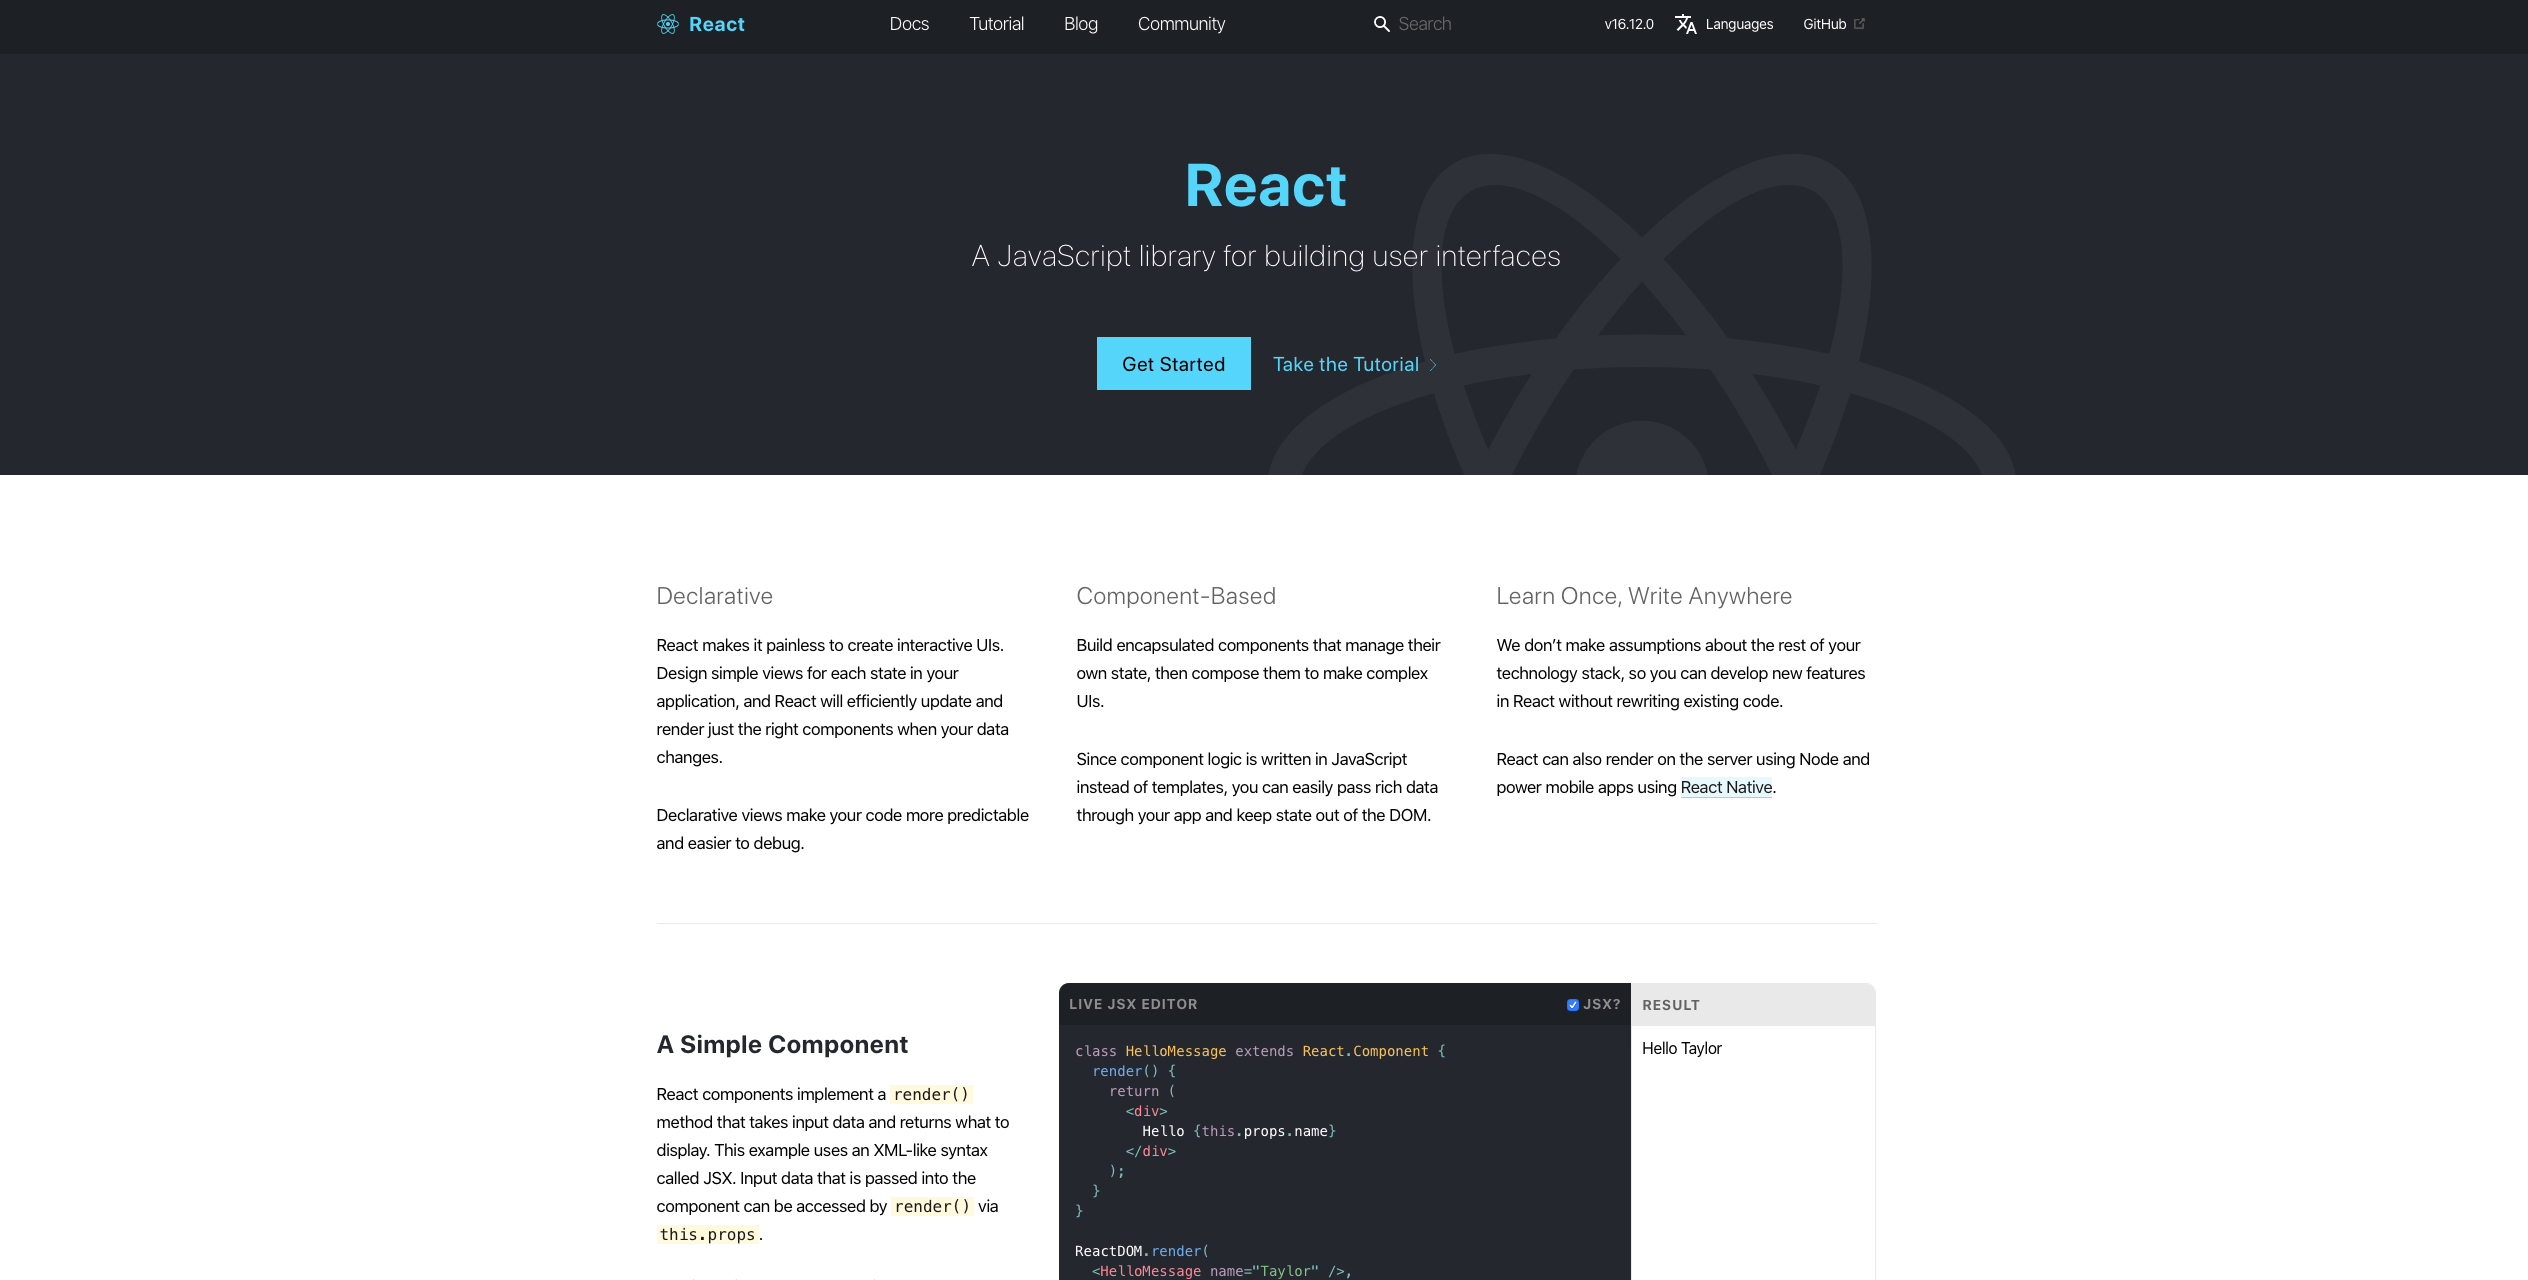 React
Docs
Tutorial
Blog
Community
Search
v16.12.0
Languages
GitHub
React
A JavaScript library for building user interfaces
Get Started
Take the Tutorial
Declarative
React makes it painless to create interactive UIs.
Design simple views for each state in your
application, and React will efficiently update and
render just the right components when your data
changes.
Declarative views make your code more predictable
and easier to debug.
Component-Based
Build encapsulated components that manage their
own state, then compose them to make complex
UIs.
Since component logic is written in JavaScript
instead of templates, you can easily pass rich data
through your app and keep state out of the DOM.
Learn Once, Write Anywhere
We don’t make assumptions about the rest of your
technology stack, so you can develop new features
in React without rewriting existing code.
React can also render on the server using Node and
power mobile apps using React Native.
A Simple Component
React components implement a render()
method that takes input data and returns what to
display. This example uses an XML-like syntax
called JSX. Input data that is passed into the
component can be accessed by render() via
this.props.
LIVE JSX EDITOR
JSX?
class HelloMessage extends React.Component {
  render() {
    return (
      <div>
        Hello {this.props.name}
      </div>
    );
  }
}
ReactDOM.render(
  <HelloMessage name="Taylor" />,
RESULT
Hello Taylor